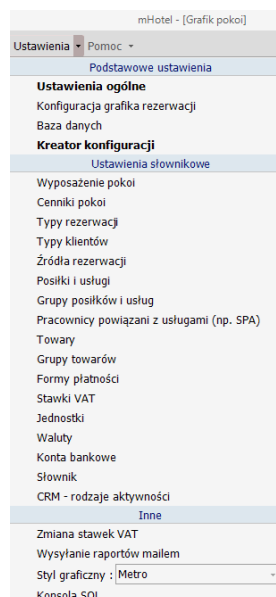 mHotel - [Grafik pokoi]
Ustawienia Pomoc
Podstawowe ustawienia
Ustawienia ogólne
Konfiguracja grafika rezerwacji
Baza danych
Kreator konfiguracji
Ustawienia słownikowe
Wyposażenie pokoi
Cenniki pokoi
Typy rezerwacji
Typy klientów
Źródła rezerwacji
Posiłki i usługi
Grupy posiłków i usług
Pracownicy powiązani z usługami (np. SPA)
Towary
Grupy towarów
Formy płatności
Stawki VAT
Jednostki
Waluty
Konta bankowe
Słownik
CRM - rodzaje aktywności
Inne
Zmiana stawek VAT
Wysyłanie raportów mailem
Styl graficzny : Metro
Konsola SQL